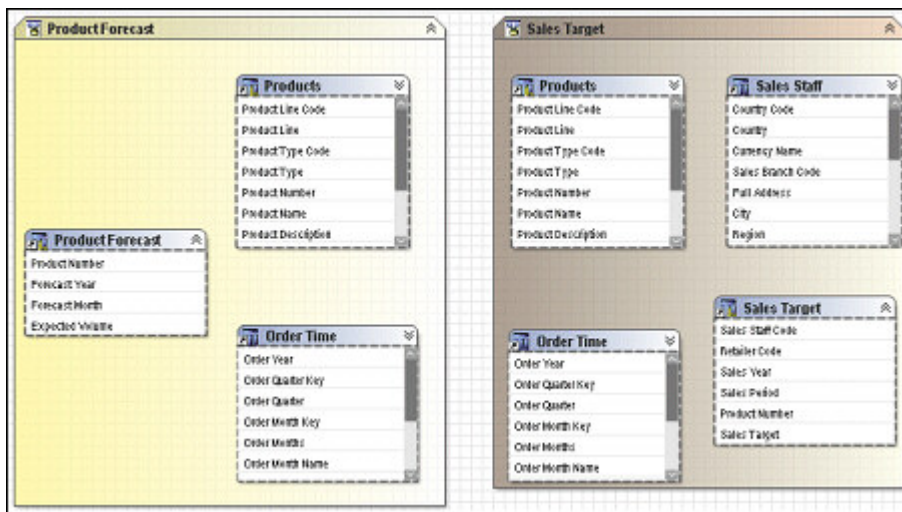 Product Forecast
Products
Product Line Code
Product Line
Product Type Code
Product Type
Product Number
Product Name
Product Description
Product Forecast
Product Number
Forecast Year
Forecast Month
Expected Volume
Order Time
Order Year
Order Quarter Key
Order Quarter
Order Month Key
Order Months
Order Month Name
Sales Target
Products
Product Line Code
Product Line
Product Type Code
Product Type
Product Number
Product Name
Product Description
Sales Staff
Country Code
Country
Currency Name
Sales Branch Code
Full Address
City
Region
Order Time
Order Year
Order Quarter Key
Order Quarter
Order Month Key
Order Months
Order Month Name
Sales Target
Sales Staff Code
Retailer Code
Sales Year
Sales Period
Product Number
Sales Target